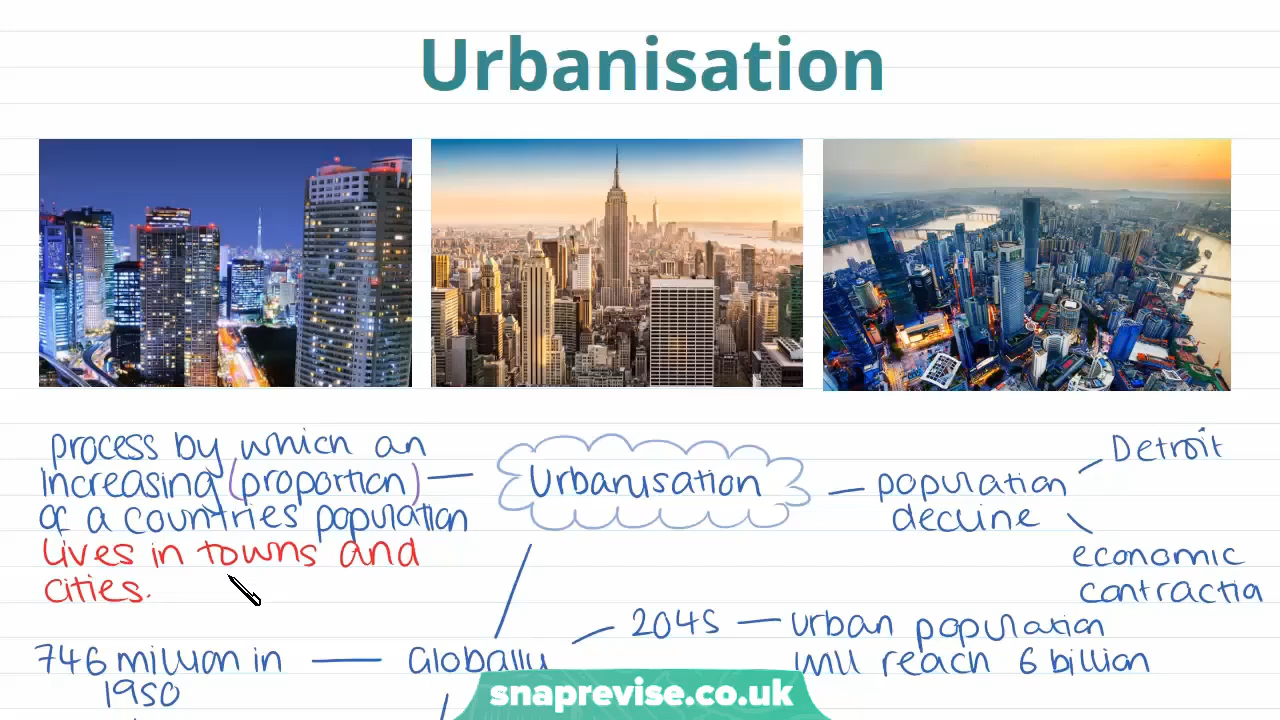 Urbanisation
process by which an
increasing (proportion)
of a countries population
lives in towns and
cities.
Urbanisation
population
decline
Detroit
economic
contractio
746 million in
1950
Globally
2045
urban population
will reach 6 billion
snaprevise.co.uk